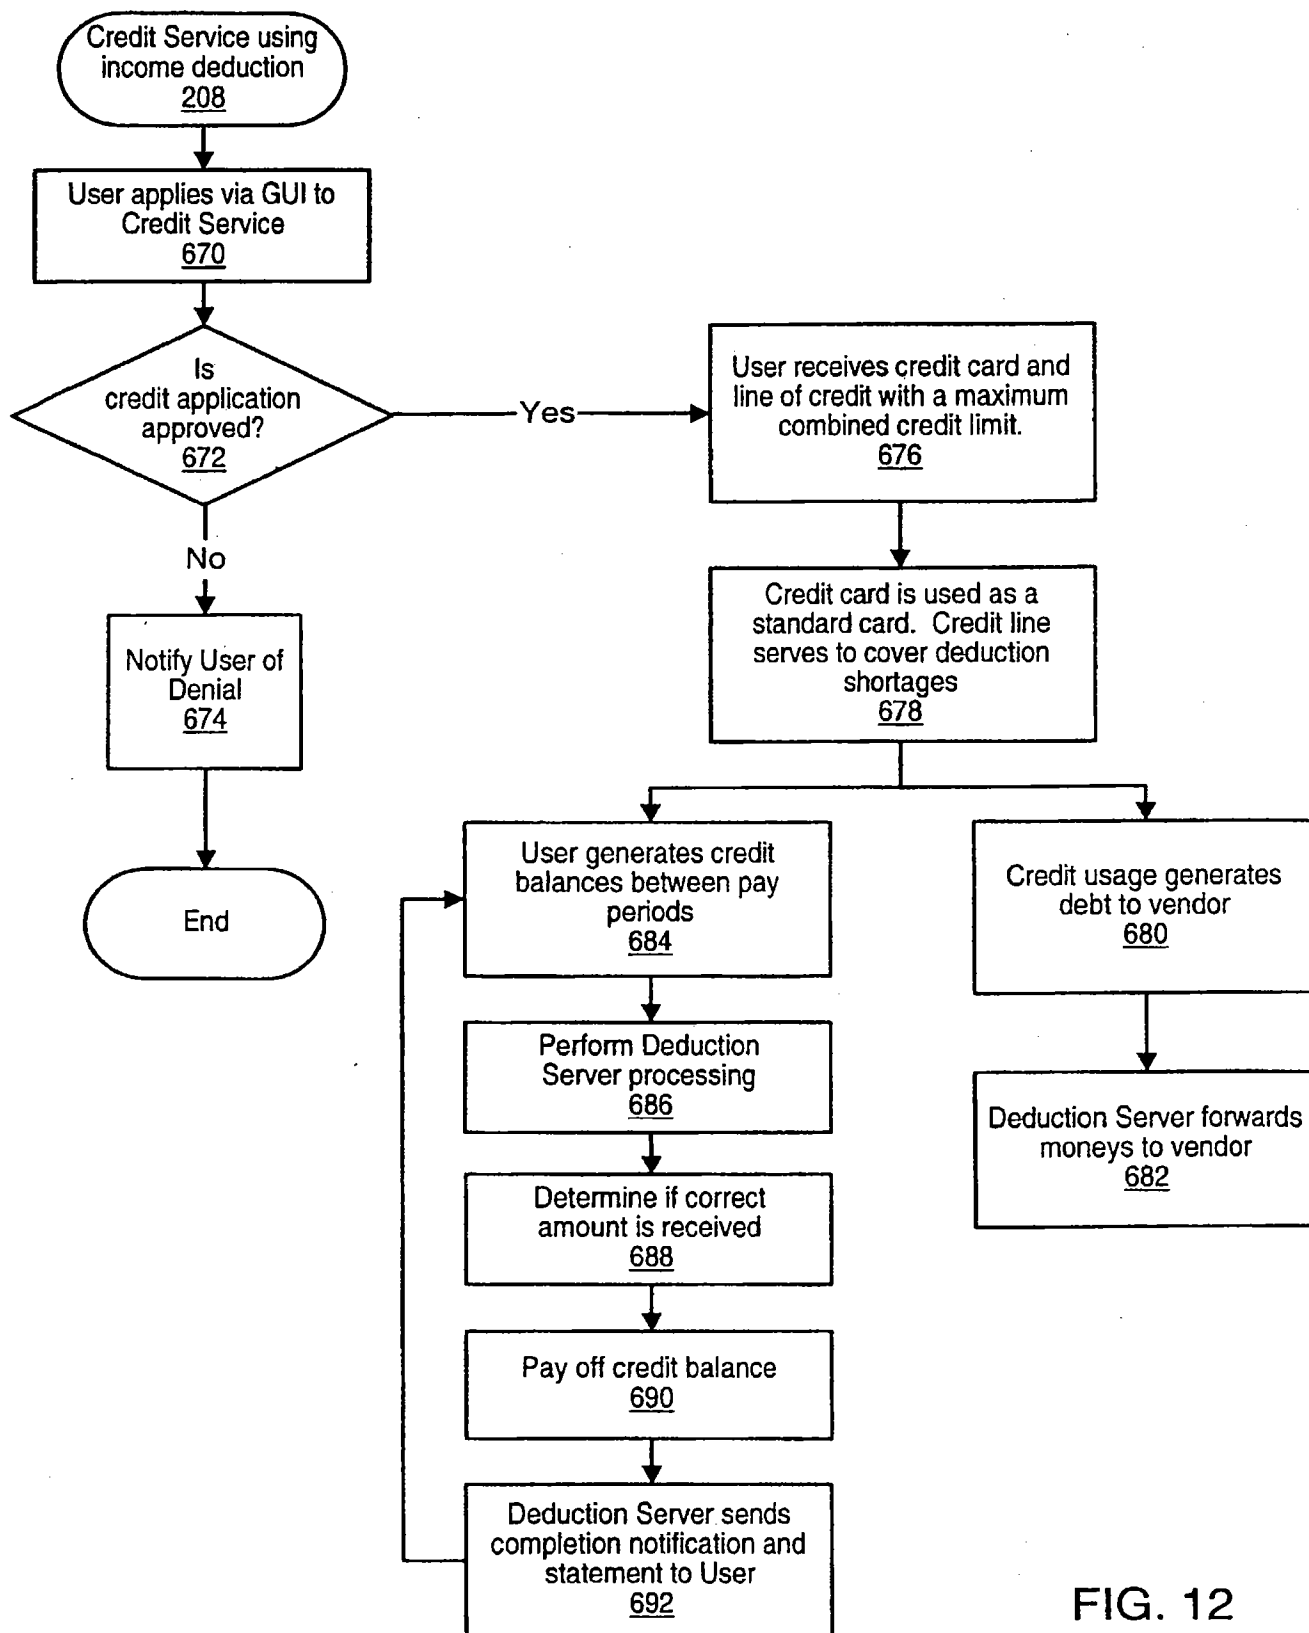 Credit Service using
income deduction
208
User applies via GUI to
Credit Service
670
Is
credit application
approved?
672
Yes
No
Notify User of
Denial
674
End
User receives credit card and
line of credit with a maximum
combined credit limit.
676
Credit card is used as a
standard card. Credit line
serves to cover deduction
shortages
678
User generates credit
balances between pay
periods
684
Perform Deduction
Server processing
686
Determine if correct
amount is received
688
Pay off credit balance
690
Deduction Server sends
completion notification and
statement to User
692
Credit usage generates
debt to vendor
680
Deduction Server forwards
moneys to vendor
682
FIG. 12